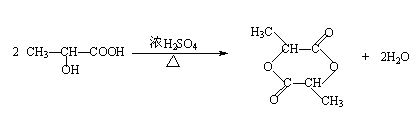 2 CH₃—CH—COOH
OH
浓H₂SO₄
△
H₃C
CH—C
O
O
O
C—CH
O
CH₃
+ 2H₂O